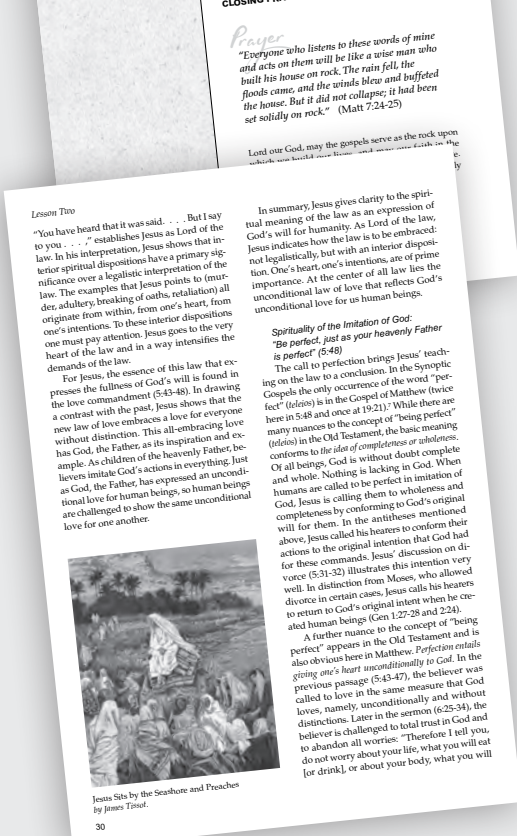 Prayer
"Everyone who listens to these words of mine
and acts on them will be like a wise man who
built his house on rock. The rain fell, the
floods came, and the winds blew and buffeted
the house. But it did not collapse; it had been
set solidly on rock." (Matt 7:24-25)
Lord our God, may the gospels serve as the rock upon
which we build our lives, and may our faith in the
Lesson Two
"You have heard that it was said. . . . But I say
to you . . . ," establishes Jesus as Lord of the
law. In his interpretation, Jesus shows that in-
terior spiritual dispositions have a primary sig-
nificance over a legalistic interpretation of the
law. The examples that Jesus points to (mur-
der, adultery, breaking of oaths, retaliation) all
originate from within, from one's heart, from
one's intentions. To these interior dispositions
one must pay attention. Jesus goes to the very
heart of the law and in a way intensifies the
demands of the law.
For Jesus, the essence of this law that ex-
presses the fullness of God's will is found in
the love commandment (5:43-48). In drawing
a contrast with the past, Jesus shows that the
new law of love embraces a love for everyone
without distinction. This all-embracing love
has God, the Father, as its inspiration and ex-
ample. As children of the heavenly Father, be-
lievers imitate God's actions in everything. Just
as God, the Father, has expressed an uncondi-
tional love for human beings, so human beings
are challenged to show the same unconditional
love for one another.
Jesus Sits by the Seashore and Preaches
by James Tissot.
30
In summary, Jesus gives clarity to the spiri-
tual meaning of the law as an expression of
God's will for humanity. As Lord of the law,
Jesus indicates how the law is to be embraced:
not legalistically, but with an interior disposi-
tion. One's heart, one's intentions, are of prime
importance. At the center of all law lies the
unconditional law of love that reflects God's
unconditional love for us human beings.
Spirituality of the Imitation of God:
"Be perfect, just as your heavenly Father
is perfect" (5:48)
The call to perfection brings Jesus' teach-
ing on the law to a conclusion. In the Synoptic
Gospels the only occurrence of the word "per-
fect" (teleios) is in the Gospel of Matthew (twice
here in 5:48 and once at 19:21).⁷ While there are
many nuances to the concept of "being perfect"
(teleios) in the Old Testament, the basic meaning
conforms to the idea of completeness or wholeness.
Of all beings, God is without doubt complete
and whole. Nothing is lacking in God. When
humans are called to be perfect in imitation of
God, Jesus is calling them to wholeness and
completeness by conforming to God's original
will for them. In the antitheses mentioned
above, Jesus called his hearers to conform their
actions to the original intention that God had
for these commands. Jesus' discussion on di-
vorce (5:31-32) illustrates this intention very
well. In distinction from Moses, who allowed
divorce in certain cases, Jesus calls his hearers
to return to God's original intent when he cre-
ated human beings (Gen 1:27-28 and 2:24).
A further nuance to the concept of "being
perfect" appears in the Old Testament and is
also obvious here in Matthew. Perfection entails
giving one's heart unconditionally to God. In the
previous passage (5:43-47), the believer was
called to love in the same measure that God
loves, namely, unconditionally and without
distinctions. Later in the sermon (6:25-34), the
believer is challenged to total trust in God and
to abandon all worries: "Therefore I tell you,
do not worry about your life, what you will eat
[or drink], or about your body, what you will